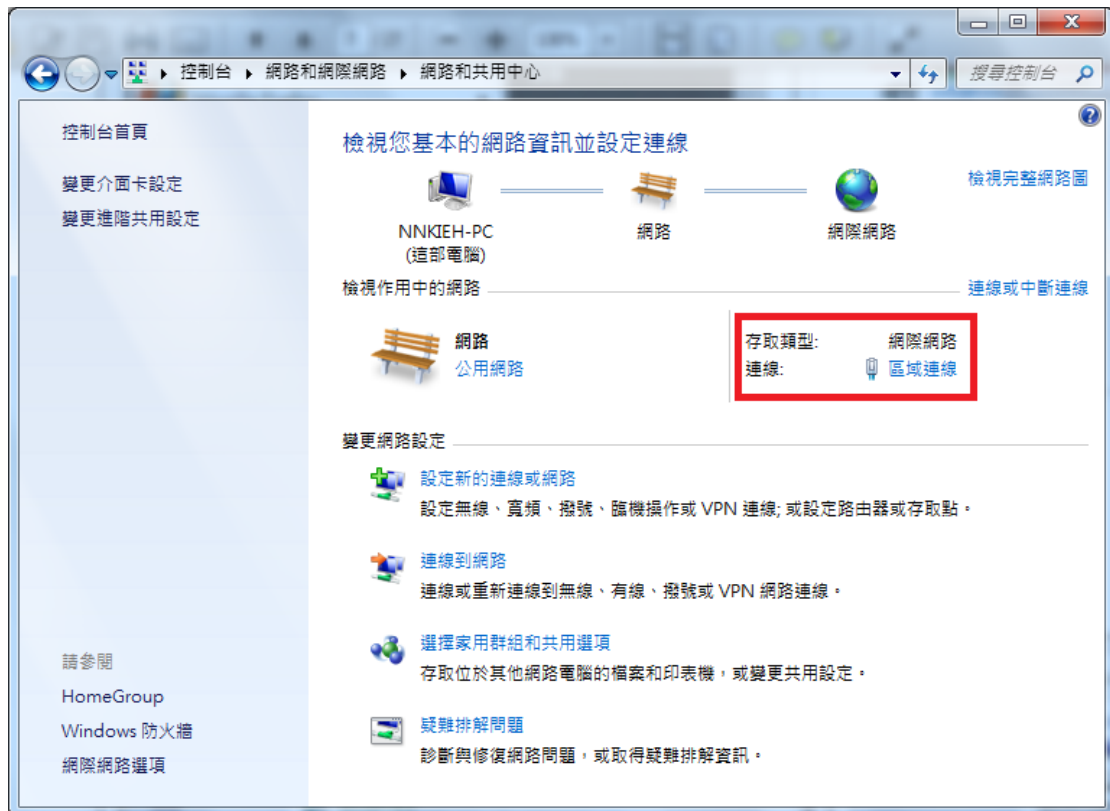 控制台 ▸ 網路和網際網路 ▸ 網路和共用中心
搜尋控制台
控制台首頁
變更介面卡設定
變更進階共用設定
檢視您基本的網路資訊並設定連線
檢視完整網路圖
NNKIEH-PC
(這部電腦)
網路
網際網路
檢視作用中的網路
連線或中斷連線
網路
公用網路
存取類型: 網際網路
連線: 區域連線
變更網路設定
設定新的連線或網路
設定無線、寬頻、撥號、臨機操作或 VPN 連線; 或設定路由器或存取點。
連線到網路
連線或重新連線到無線、有線、撥號或 VPN 網路連線。
選擇家用群組和共用選項
存取位於其他網路電腦的檔案和印表機，或變更共用設定。
疑難排解問題
診斷與修復網路問題，或取得疑難排解資訊。
請參閱
HomeGroup
Windows 防火牆
網際網路選項